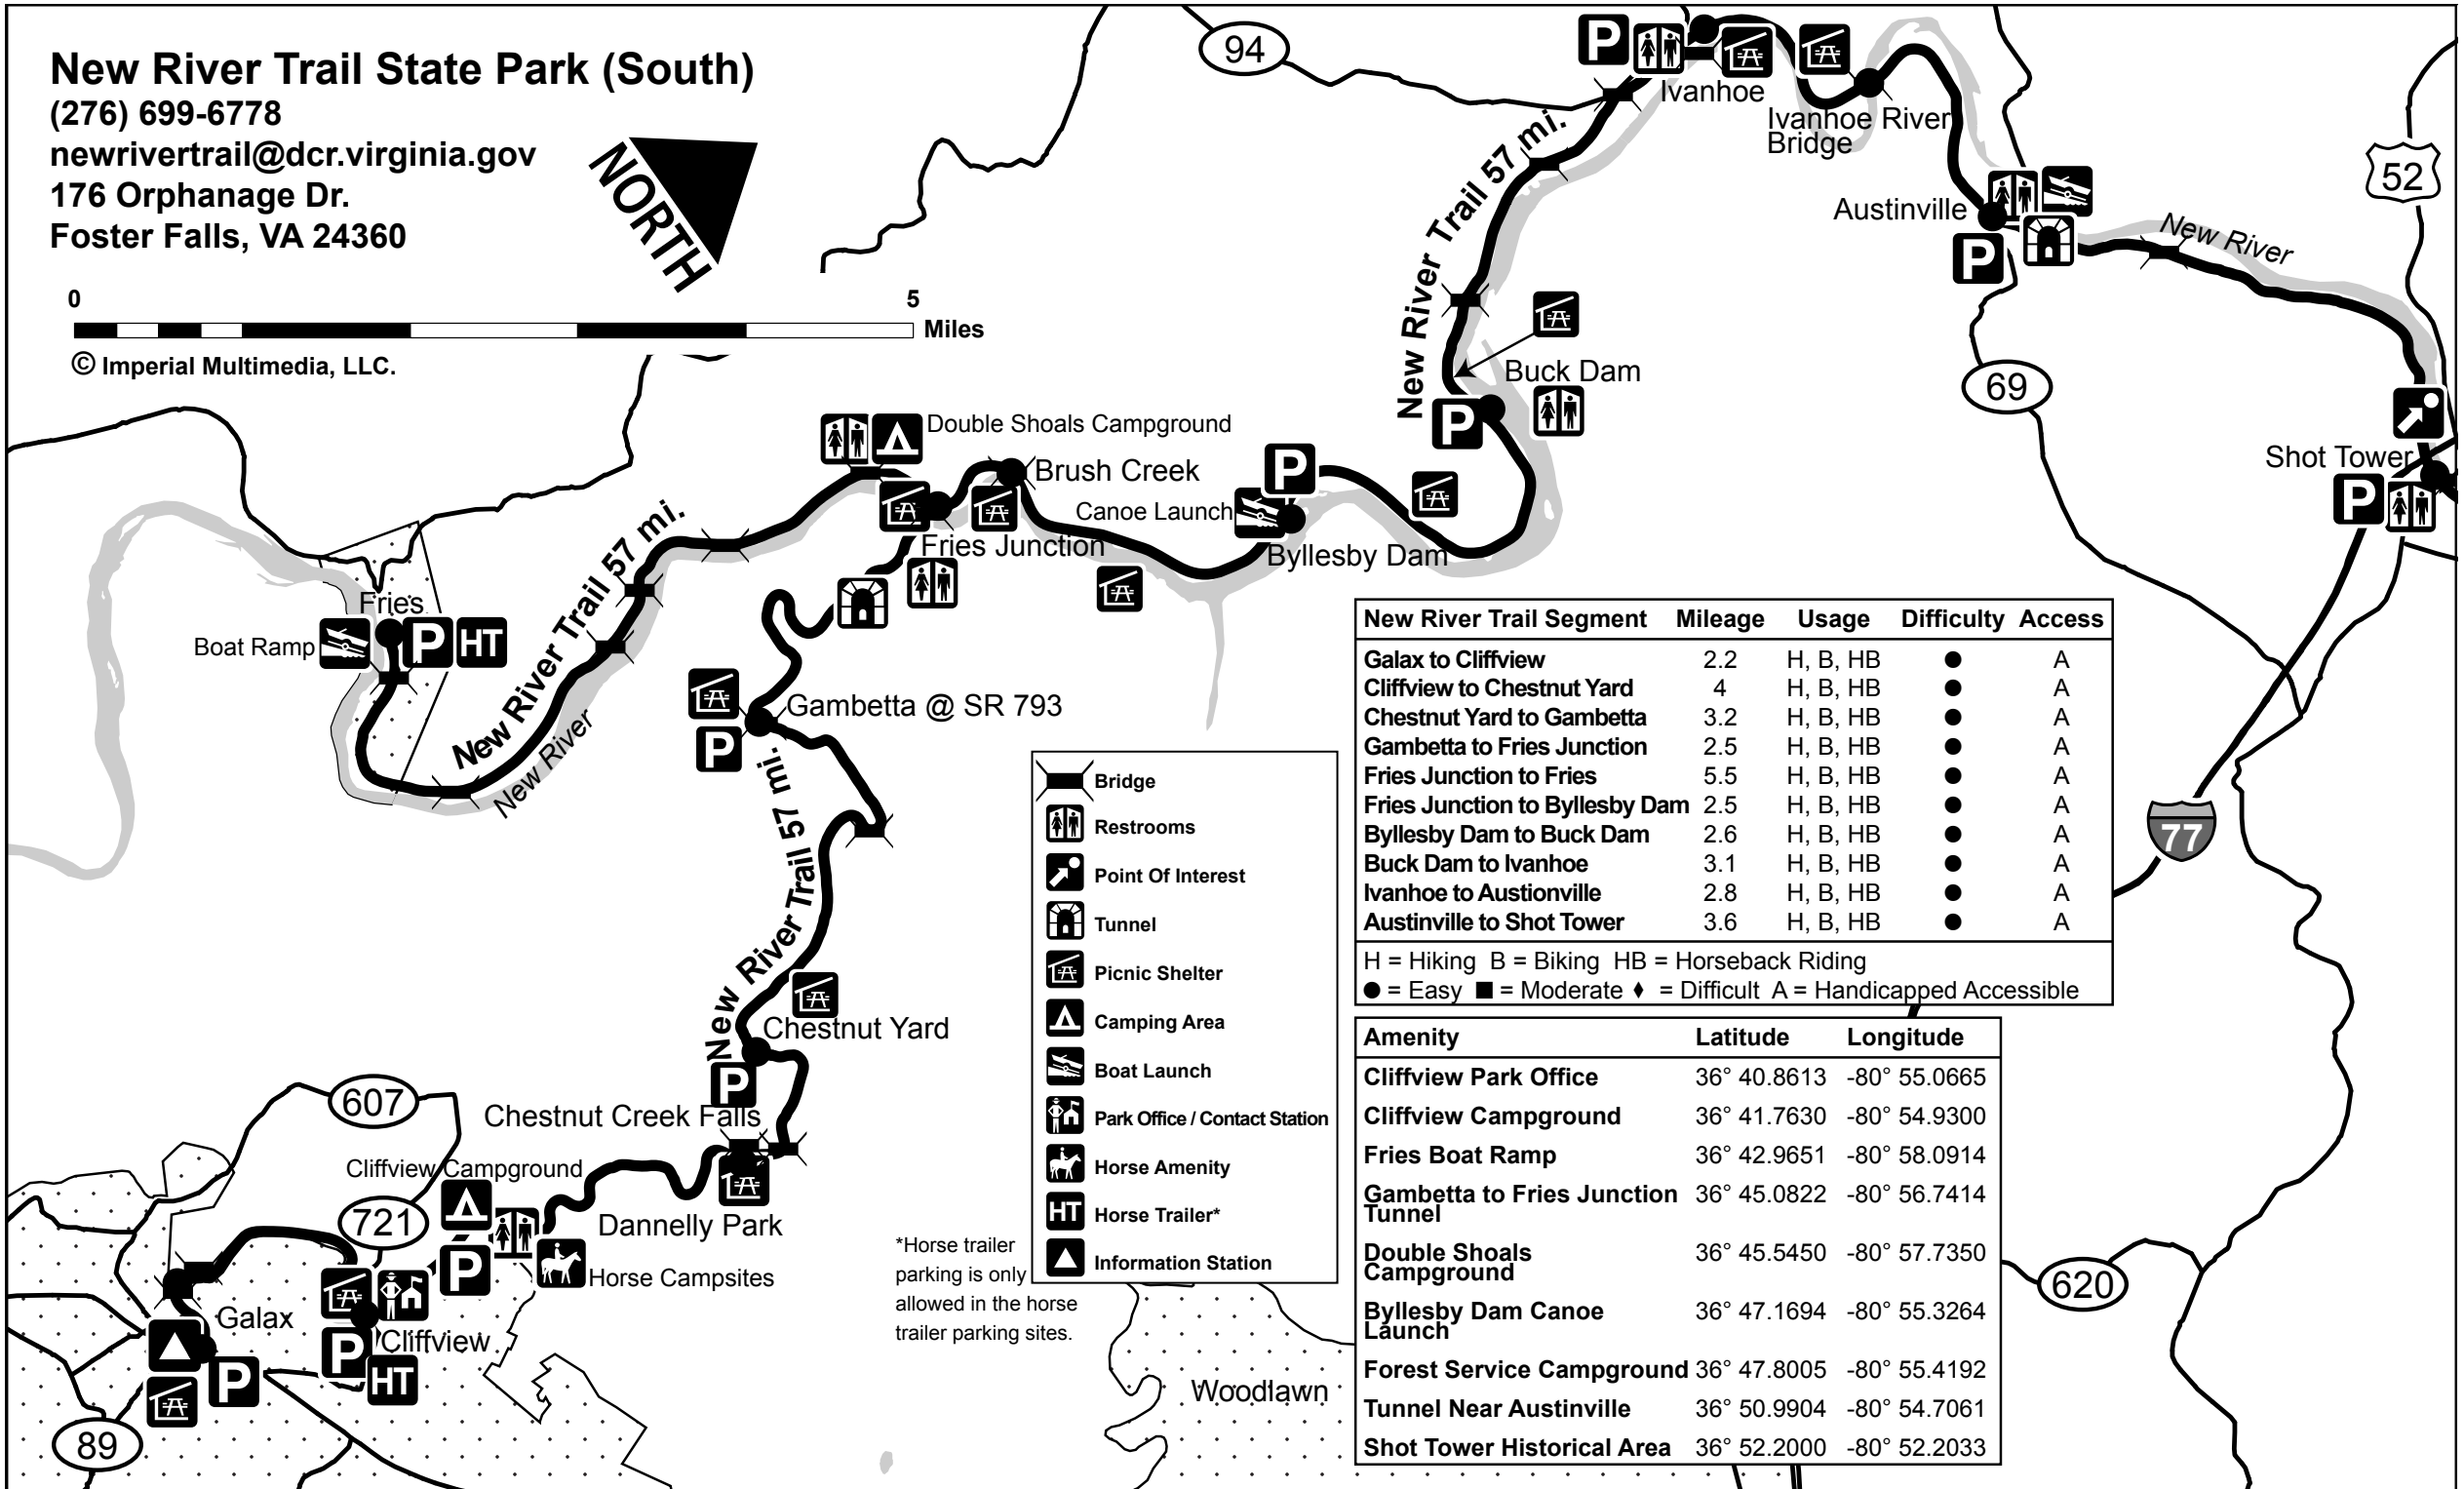 New River Trail State Park (South)
(276) 699-6778
newrivertrail@dcr.virginia.gov
176 Orphanage Dr.
Foster Falls, VA 24360
NORTH
0 5
Miles
© Imperial Multimedia, LLC.
94
P
Ivanhoe
Ivanhoe River
Bridge
52
Austinville
P
New River
69
Shot Tower
P
New River Trail 57 mi.
Buck Dam
P
Double Shoals Campground
Brush Creek
P
Canoe Launch
Byllesby Dam
Fries Junction
Fries
Boat Ramp
P HT
New River Trail 57 mi.
New River
Gambetta @ SR 793
P
New River Trail 57 mi.
Chestnut Yard
P
Chestnut Creek Falls
607
Cliffview Campground
721
Dannelly Park
P
Horse Campsites
Galax
Cliffview
P
P
HT
89
Woodlawn
77
620
Bridge
Restrooms
Point Of Interest
Tunnel
Picnic Shelter
Camping Area
Boat Launch
Park Office / Contact Station
Horse Amenity
HT Horse Trailer*
Information Station
*Horse trailer
parking is only
allowed in the horse
trailer parking sites.
New River Trail Segment Mileage Usage Difficulty Access
Galax to Cliffview 2.2 H, B, HB ● A
Cliffview to Chestnut Yard 4 H, B, HB ● A
Chestnut Yard to Gambetta 3.2 H, B, HB ● A
Gambetta to Fries Junction 2.5 H, B, HB ● A
Fries Junction to Fries 5.5 H, B, HB ● A
Fries Junction to Byllesby Dam 2.5 H, B, HB ● A
Byllesby Dam to Buck Dam 2.6 H, B, HB ● A
Buck Dam to Ivanhoe 3.1 H, B, HB ● A
Ivanhoe to Austionville 2.8 H, B, HB ● A
Austinville to Shot Tower 3.6 H, B, HB ● A
H = Hiking B = Biking HB = Horseback Riding
● = Easy ■ = Moderate ♦ = Difficult A = Handicapped Accessible
Amenity Latitude Longitude
Cliffview Park Office 36° 40.8613 -80° 55.0665
Cliffview Campground 36° 41.7630 -80° 54.9300
Fries Boat Ramp 36° 42.9651 -80° 58.0914
Gambetta to Fries Junction 36° 45.0822 -80° 56.7414
Tunnel
Double Shoals 36° 45.5450 -80° 57.7350
Campground
Byllesby Dam Canoe 36° 47.1694 -80° 55.3264
Launch
Forest Service Campground 36° 47.8005 -80° 55.4192
Tunnel Near Austinville 36° 50.9904 -80° 54.7061
Shot Tower Historical Area 36° 52.2000 -80° 52.2033